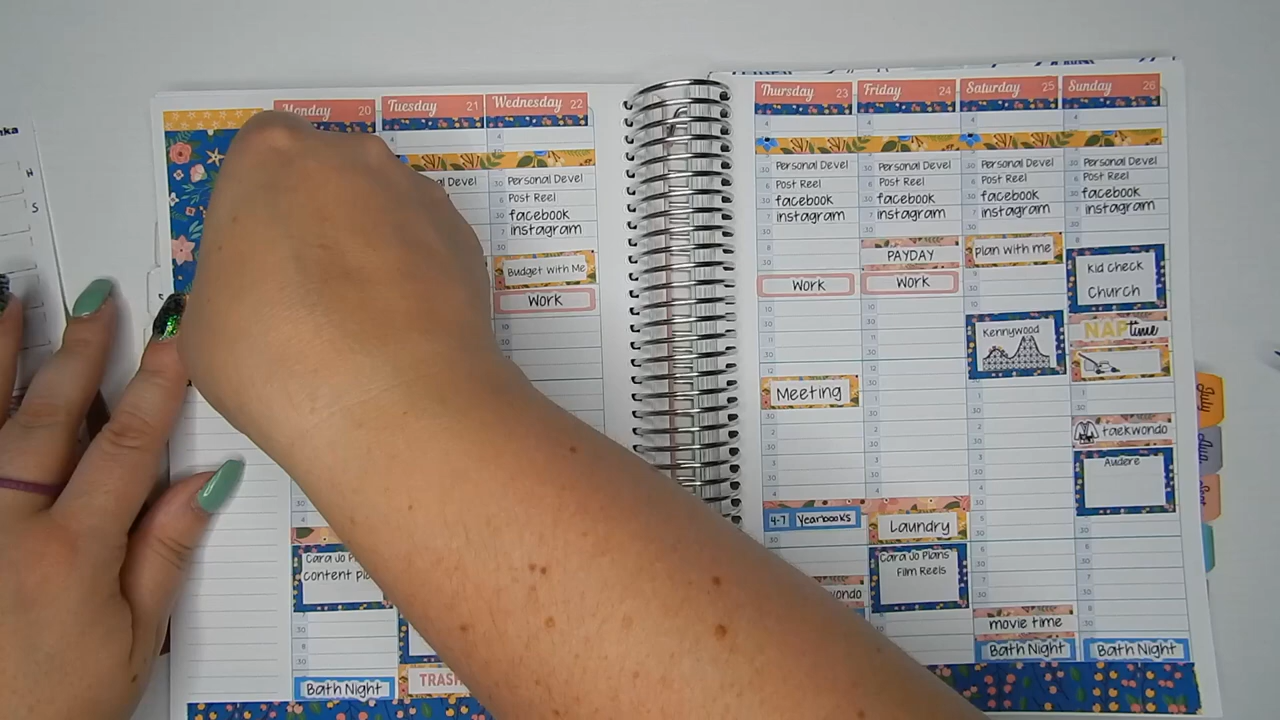 Monday 20
Tuesday 21
Wednesday 22
Thursday 23
Friday 24
Saturday 25
Sunday 26
al Devel
Personal Devel
Post Reel
facebook
instagram
Budget with Me
Work
Cara Jo
content
Bath Night
TRASH
Personal Devel
Post Reel
facebook
instagram
Work
Meeting
4-7 Yearbooks
wondo
Personal Devel
Post Reel
facebook
instagram
PAYDAY
Work
Laundry
Cara Jo Plans
Film Reels
Personal Devel
Post Reel
facebook
instagram
plan with me
Kennywood
movie time
Bath Night
Personal Devel
Post Reel
facebook
instagram
Kid Check
Church
NAP time
taekwondo
Audere
Bath Night
July